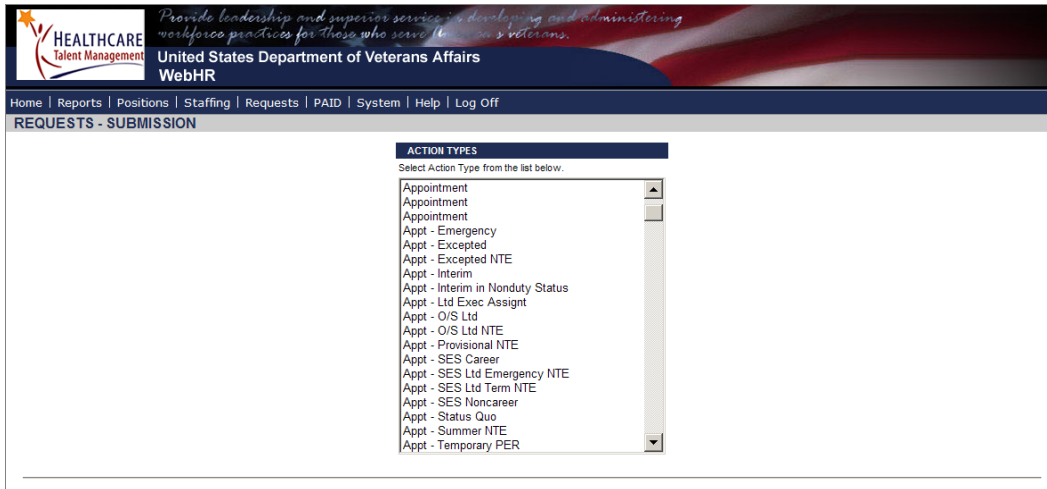 Provide leadership and superior service in developing and administering
workforce practices for those who serve America's veterans.
HEALTHCARE
Talent Management
United States Department of Veterans Affairs
WebHR
Home | Reports | Positions | Staffing | Requests | PAID | System | Help | Log Off
REQUESTS - SUBMISSION
ACTION TYPES
Select Action Type from the list below.
Appointment
Appointment
Appointment
Appt - Emergency
Appt - Excepted
Appt - Excepted NTE
Appt - Interim
Appt - Interim in Nonduty Status
Appt - Ltd Exec Assignt
Appt - O/S Ltd
Appt - O/S Ltd NTE
Appt - Provisional NTE
Appt - SES Career
Appt - SES Ltd Emergency NTE
Appt - SES Ltd Term NTE
Appt - SES Noncareer
Appt - Status Quo
Appt - Summer NTE
Appt - Temporary PER